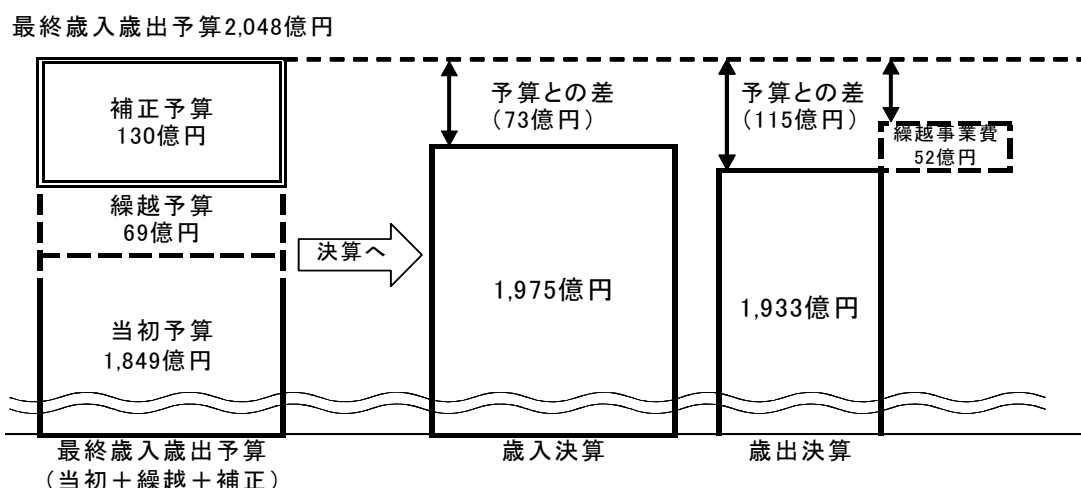 最終歳入歳出予算2,048億円
補正予算
130億円
繰越予算
69億円
当初予算
1,849億円
最終歳入歳出予算
(当初+繰越+補正)
決算へ
予算との差
(73億円)
1,975億円
歳入決算
予算との差
(115億円)
1,933億円
歳出決算
繰越事業費
52億円